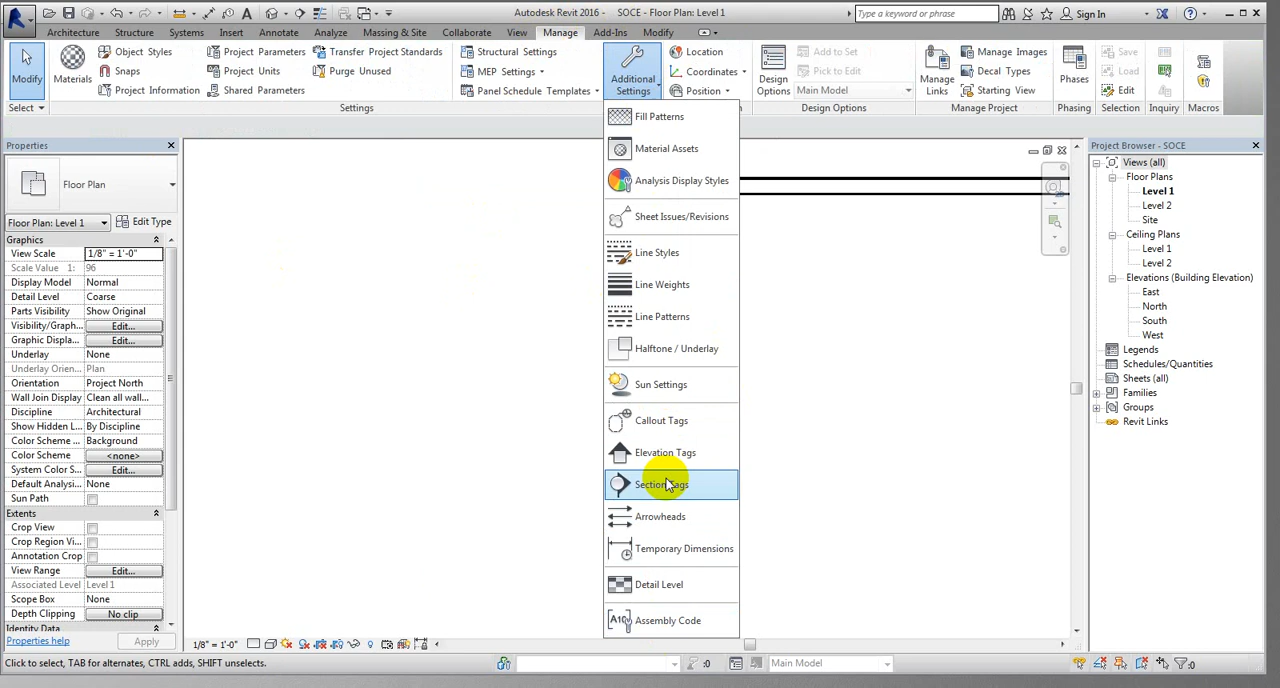 Autodesk Revit 2016 -   SOCE - Floor Plan: Level 1
Type a keyword or phrase
Sign In
Architecture Structure Systems Insert Annotate Analyze Massing & Site Collaborate View Manage Add-Ins Modify
Modify
Select
Materials
Object Styles
Snaps
Project Information
Project Parameters
Project Units
Shared Parameters
Transfer Project Standards
Purge Unused
Settings
Structural Settings
MEP Settings
Panel Schedule Templates
Additional
Settings
Location
Coordinates
Position
Design
Options
Add to Set
Pick to Edit
Main Model
Design Options
Manage
Links
Manage Images
Decal Types
Starting View
Manage Project
Phases
Phasing
Save
Load
Edit
Selection
Inquiry
Macros
Fill Patterns
Material Assets
Analysis Display Styles
Sheet Issues/Revisions
Line Styles
Line Weights
Line Patterns
Halftone / Underlay
Sun Settings
Callout Tags
Elevation Tags
Section Tags
Arrowheads
Temporary Dimensions
Detail Level
Assembly Code
Properties
Floor Plan
Floor Plan: Level 1
Edit Type
Graphics
View Scale 1/8" = 1'-0"
Scale Value 1: 96
Display Model Normal
Detail Level Coarse
Parts Visibility Show Original
Visibility/Graph... Edit...
Graphic Displa... Edit...
Underlay None
Underlay Orien... Plan
Orientation Project North
Wall Join Display Clean all wall...
Discipline Architectural
Show Hidden L... By Discipline
Color Scheme ... Background
Color Scheme <none>
System Color S... Edit...
Default Analysi... None
Sun Path
Extents
Crop View
Crop Region Vi...
Annotation Crop
View Range Edit...
Associated Level Level 1
Scope Box None
Depth Clipping No clip
Identity Data
Properties help
Apply
1/8" = 1'-0"
Project Browser - SOCE
Views (all)
Floor Plans
Level 1
Level 2
Site
Ceiling Plans
Level 1
Level 2
Elevations (Building Elevation)
East
North
South
West
Legends
Schedules/Quantities
Sheets (all)
Families
Groups
Revit Links
Click to select, TAB for alternates, CTRL adds, SHIFT unselects.
:0
Main Model
:0